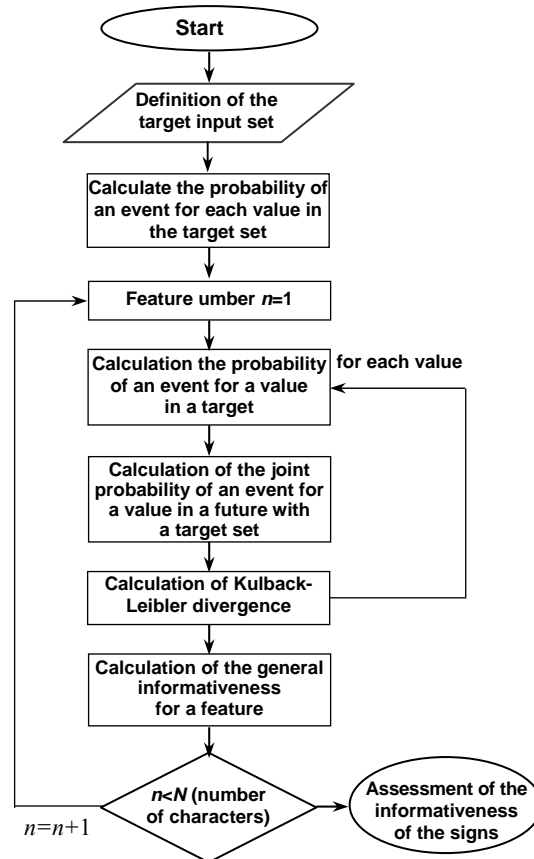 Start
Definition of the
target input set
Calculate the probability of
an event for each value in
the target set
Feature umber n=1
Calculation the probability
of an event for a value
in a target
for each value
Calculation of the joint
probability of an event for
a value in a future with
a target set
Calculation of Kulback-
Leibler divergence
Calculation of the general
informativeness
for a feature
n<N (number
of characters)
n=n+1
Assessment of the
informativeness
of the signs